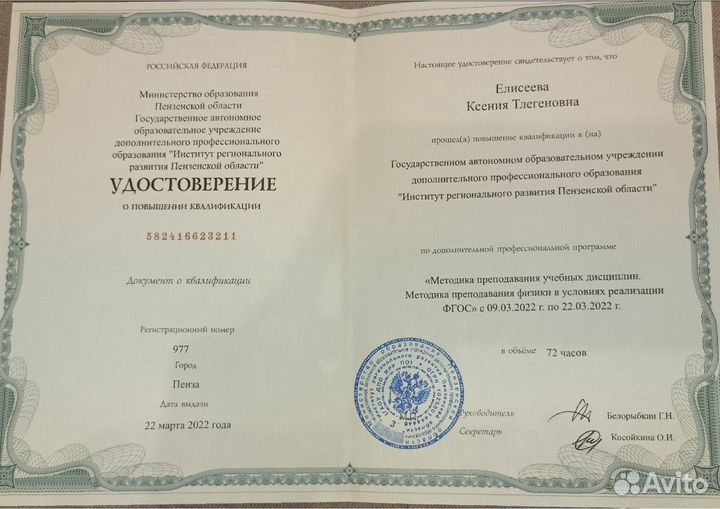 РОССИЙСКАЯ ФЕДЕРАЦИЯ
Министерство образования
Пензенской области
Государственное автономное
образовательное учреждение
дополнительного профессионального
образования "Институт регионального
развития Пензенской области"
УДОСТОВЕРЕНИЕ
О ПОВЫШЕНИИ КВАЛИФИКАЦИИ
582416623211
Документ о квалификации
Регистрационный номер
977
Город
Пенза
Дата выдачи
22 марта 2022 года
Настоящее удостоверение свидетельствует о том, что
Елисеева
Ксения Тлегеновна
прошел(а) повышение квалификации в (на)
Государственном автономном образовательном учреждении
дополнительного профессионального образования
"Институт регионального развития Пензенской области"
по дополнительной профессиональной программе
«Методика преподавания учебных дисциплин.
Методика преподавания физики в условиях реализации
ФГОС» с 09.03.2022 г. по 22.03.2022 г.
в объёме 72 часов
М.П.
Руководитель Белорыбкин Г.Н.
Секретарь Косойкина О.И.
Avito